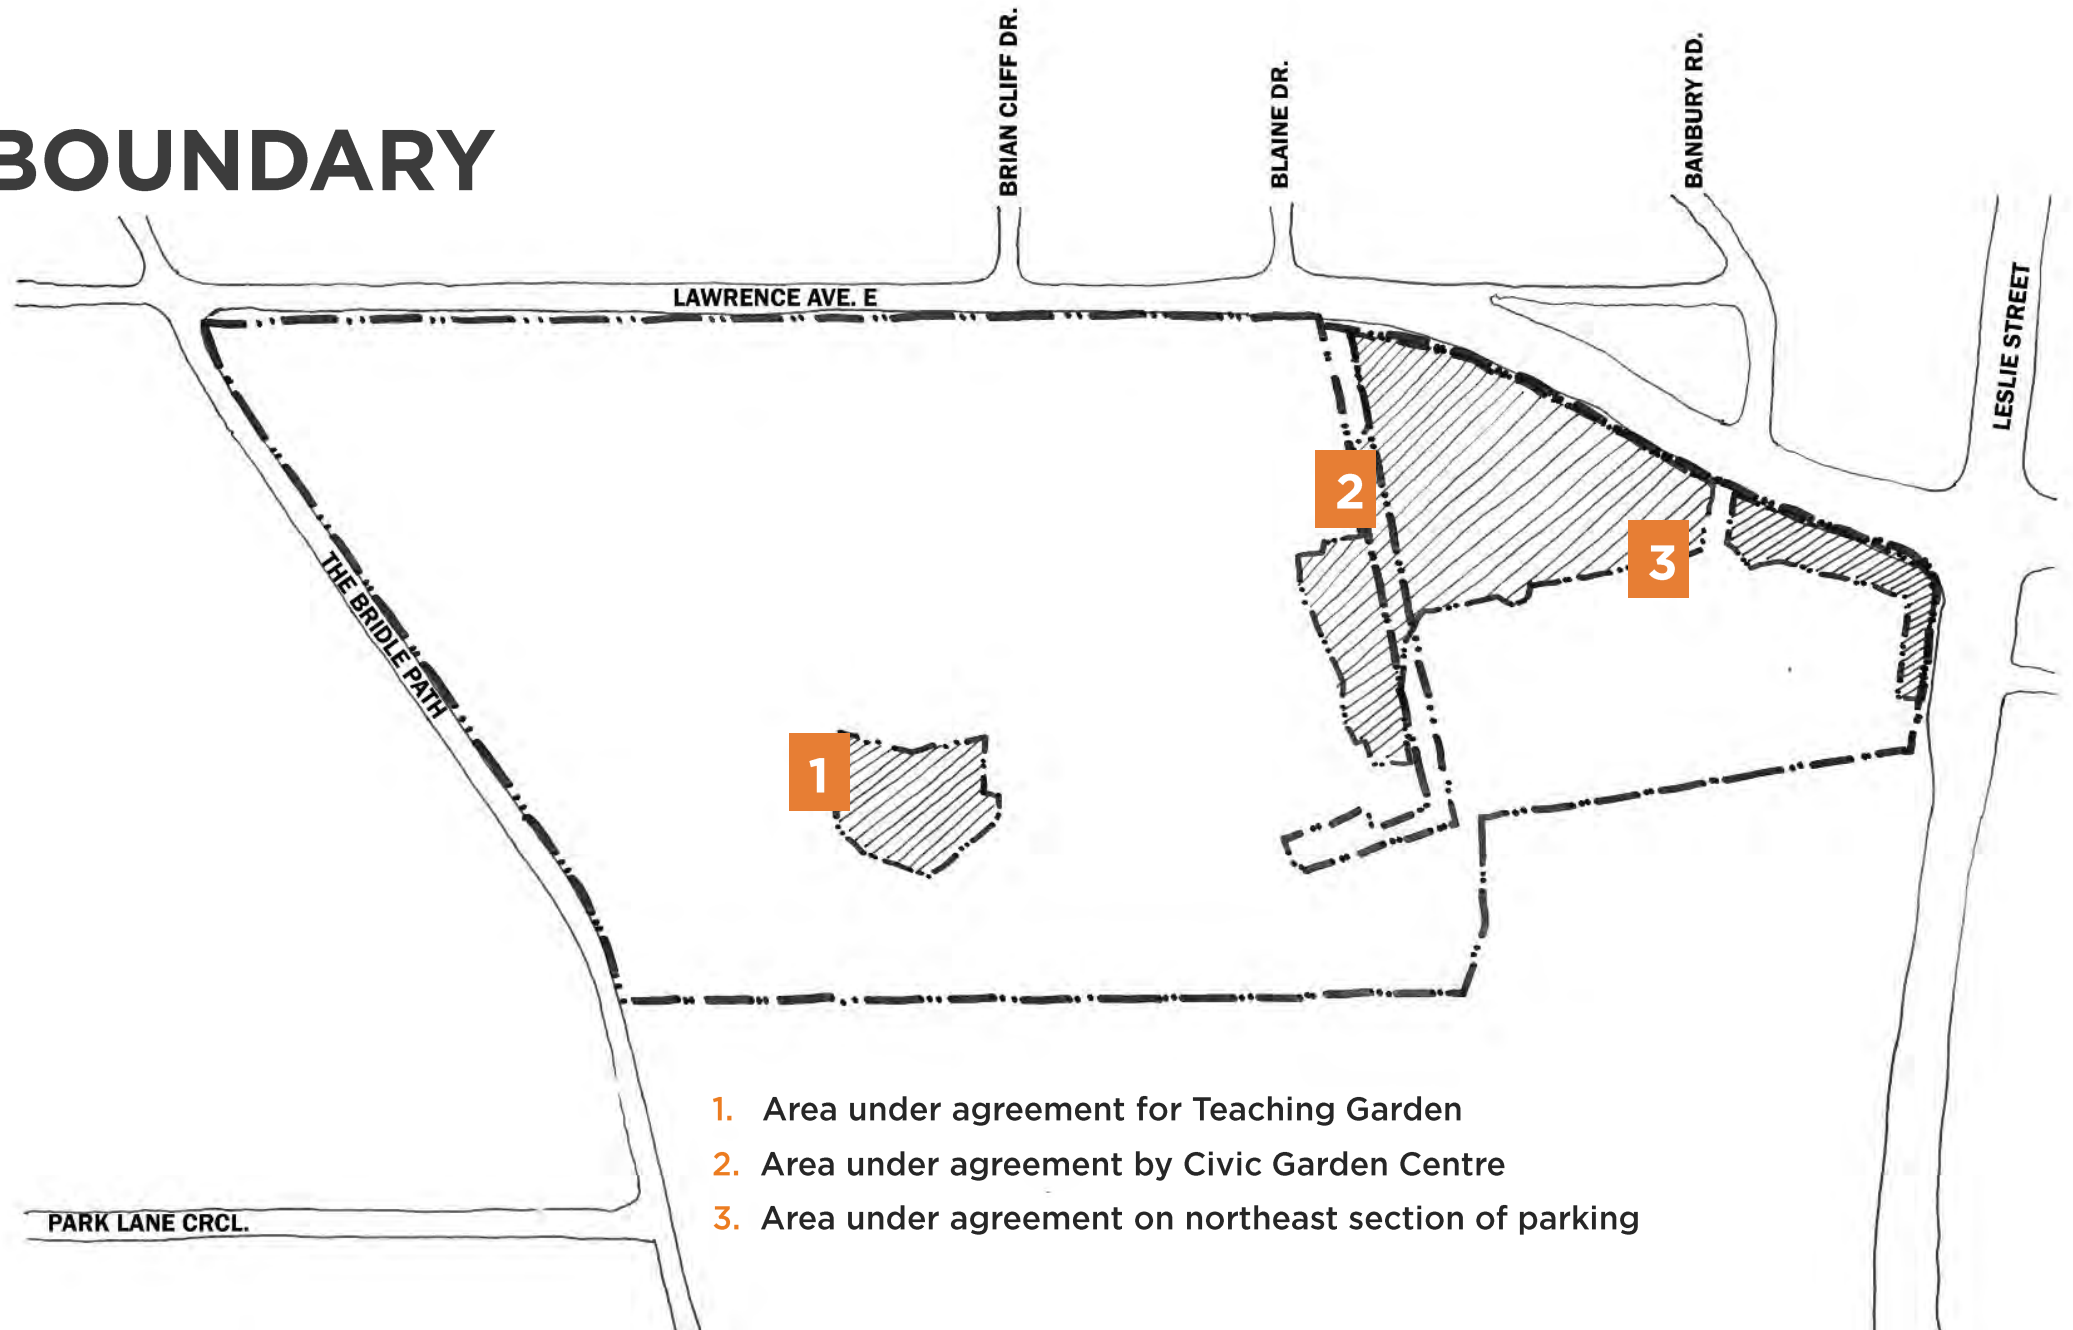 BOUNDARY
BRIAN CLIFF DR.
BLAINE DR.
BANBURY RD.
LESLIE STREET
LAWRENCE AVE. E
THE BRIDLE PATH
2
3
1
1. Area under agreement for Teaching Garden
2. Area under agreement by Civic Garden Centre
3. Area under agreement on northeast section of parking
PARK LANE CRCL.